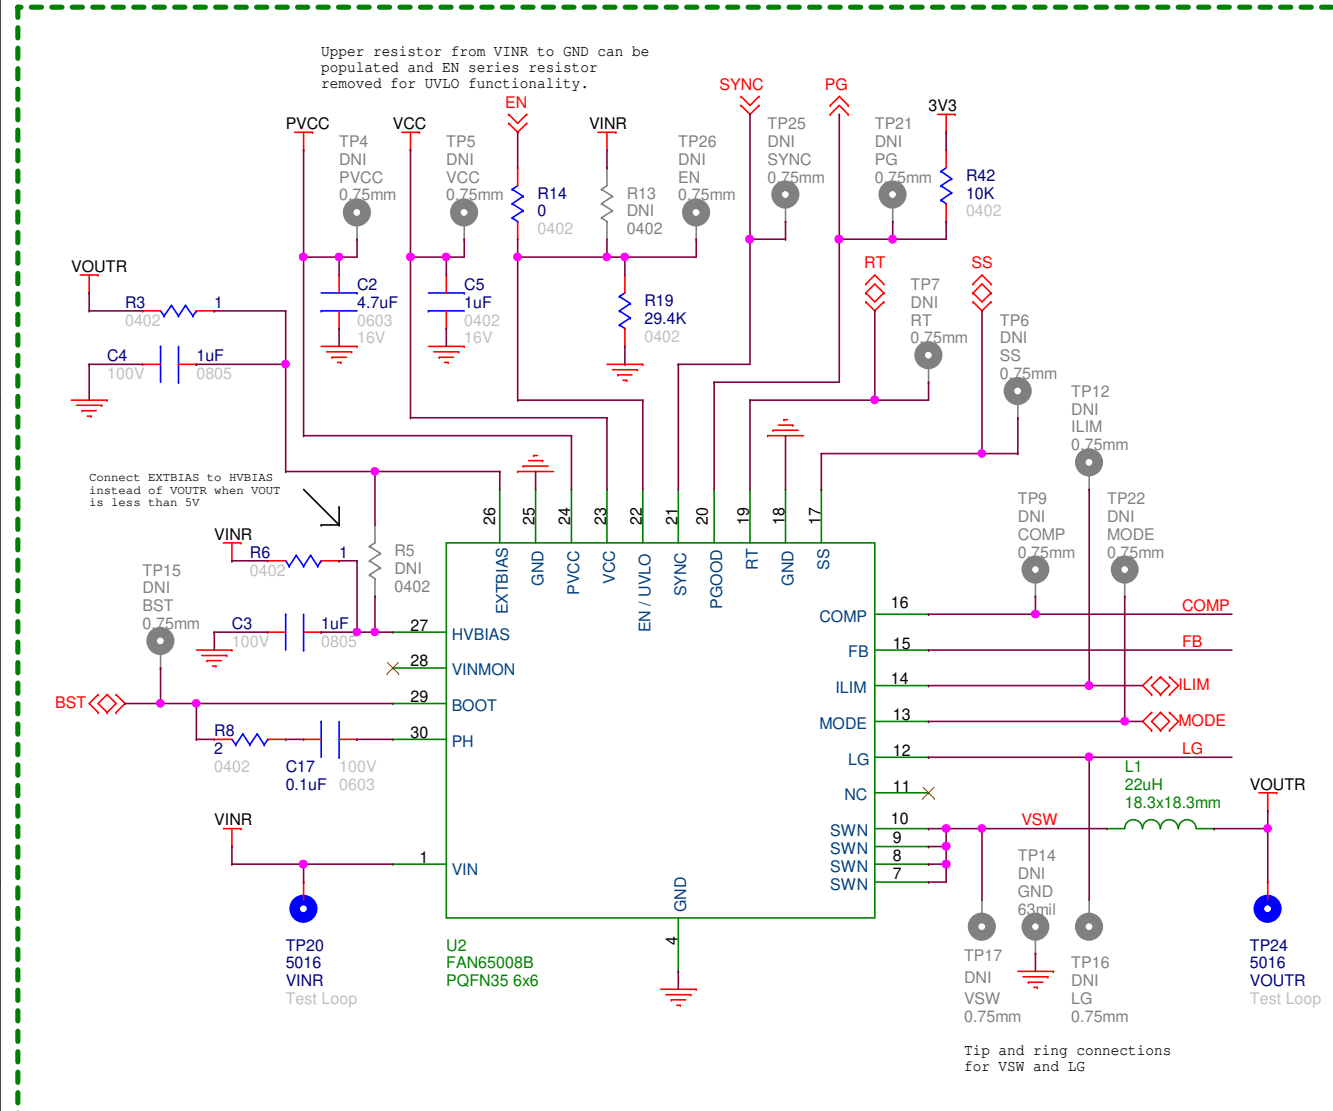 Upper resistor from VINR to GND can be
populated and EN series resistor
removed for UVLO functionality.
EN
SYNC
PG
3V3
PVCC
VCC
VINR
TP4
DNI
PVCC
0.75mm
TP5
DNI
VCC
0.75mm
R14
0
0402
R13
DNI
0402
TP26
DNI
EN
0.75mm
TP25
DNI
SYNC
0.75mm
TP21
DNI
PG
0.75mm
R42
10K
0402
VOUTR
R3
1
0402
C4
1uF
100V
0805
C2
4.7uF
0603
16V
C5
1uF
0402
16V
R19
29.4K
0402
RT
SS
TP7
DNI
RT
0.75mm
TP6
DNI
SS
0.75mm
TP12
DNI
ILIM
0.75mm
Connect EXTBIAS to HVBIAS
instead of VOUTR when VOUT
is less than 5V
VINR
R6
1
0402
R5
DNI
0402
TP15
DNI
BST
0.75mm
C3
1uF
100V
0805
TP9
DNI
COMP
0.75mm
TP22
DNI
MODE
0.75mm
26
25
24
23
22
21
20
19
18
17
EXTBIAS
GND
PVCC
VCC
EN / UVLO
SYNC
PGOOD
RT
GND
SS
27
HVBIAS
28
VINMON
BST
29
BOOT
30
PH
R8
2
0402
C17
0.1uF
100V
0603
VINR
1
VIN
TP20
5016
VINR
Test Loop
COMP
16
COMP
FB
15
FB
ILIM
14
ILIM
MODE
13
MODE
LG
12
LG
NC
11
SWN
10
SWN
9
SWN
8
SWN
7
VSW
L1
22uH
18.3x18.3mm
VOUTR
GND
4
U2
FAN65008B
PQFN35 6x6
TP14
DNI
GND
63mil
TP17
DNI
VSW
0.75mm
TP16
DNI
LG
0.75mm
TP24
5016
VOUTR
Test Loop
Tip and ring connections
for VSW and LG